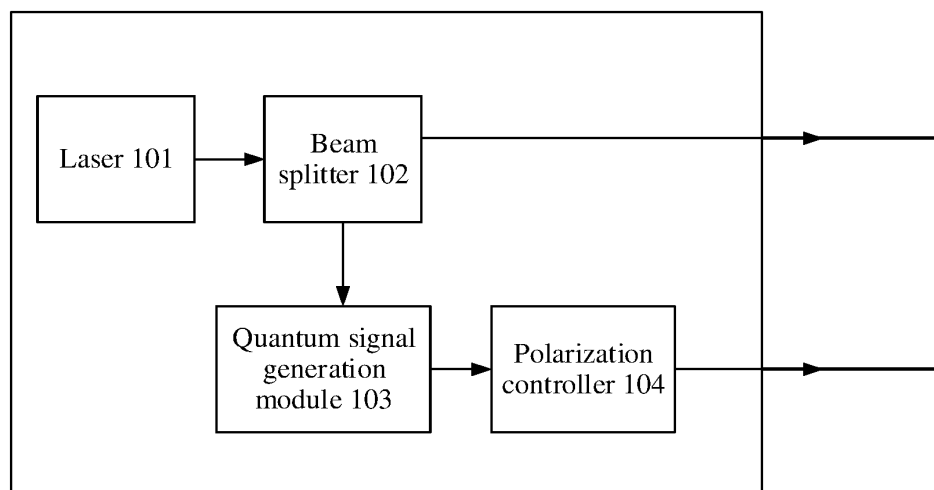 Laser 101
Beam
splitter 102
Quantum signal
generation
module 103
Polarization
controller 104